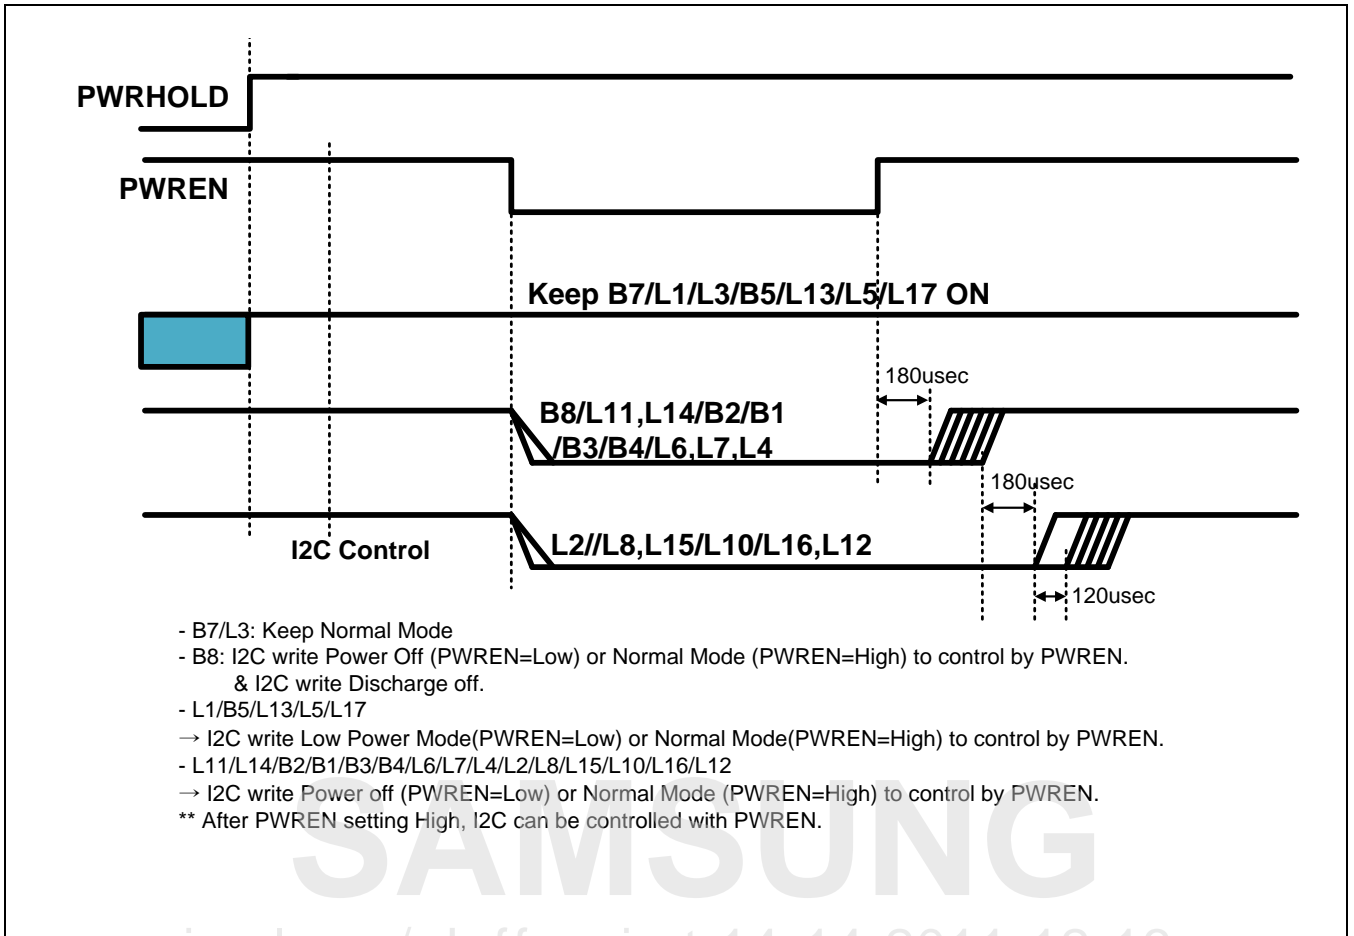 PWRHOLD
PWREN
Keep B7/L1/L3/B5/L13/L5/L17 ON
180usec
B8/L11,L14/B2/B1
/B3/B4/L6,L7,L4
180usec
I2C Control
L2//L8,L15/L10/L16,L12
120usec
- B7/L3: Keep Normal Mode
- B8: I2C write Power Off (PWREN=Low) or Normal Mode (PWREN=High) to control by PWREN.
& I2C write Discharge off.
- L1/B5/L13/L5/L17
→ I2C write Low Power Mode(PWREN=Low) or Normal Mode(PWREN=High) to control by PWREN.
- L11/L14/B2/B1/B3/B4/L6/L7/L4/L2/L8/L15/L10/L16/L12
→ I2C write Power off (PWREN=Low) or Normal Mode (PWREN=High) to control by PWREN.
** After PWREN setting High, I2C can be controlled with PWREN.
SAMSUNG